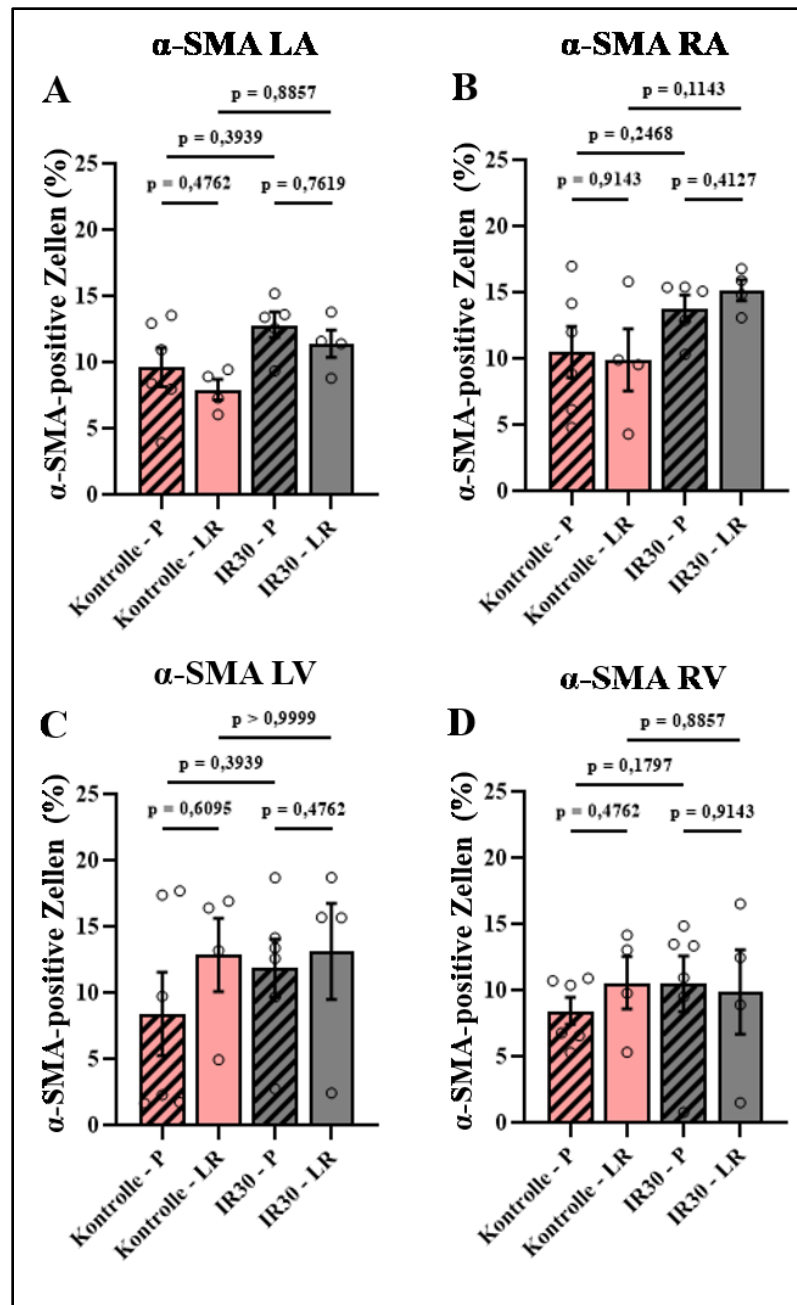 α-SMA LA
A
p = 0,8857
p = 0,3939
p = 0,4762
p = 0,7619
α-SMA-positive Zellen (%)
25
20
15
10
5
0
Kontrolle - P
Kontrolle - LR
IR30 - P
IR30 - LR
α-SMA RA
B
p = 0,1143
p = 0,2468
p = 0,9143
p = 0,4127
α-SMA-positive Zellen (%)
25
20
15
10
5
0
Kontrolle - P
Kontrolle - LR
IR30 - P
IR30 - LR
α-SMA LV
C
p > 0,9999
p = 0,3939
p = 0,6095
p = 0,4762
α-SMA-positive Zellen (%)
25
20
15
10
5
0
Kontrolle - P
Kontrolle - LR
IR30 - P
IR30 - LR
α-SMA RV
D
p = 0,8857
p = 0,1797
p = 0,4762
p = 0,9143
α-SMA-positive Zellen (%)
25
20
15
10
5
0
Kontrolle - P
Kontrolle - LR
IR30 - P
IR30 - LR